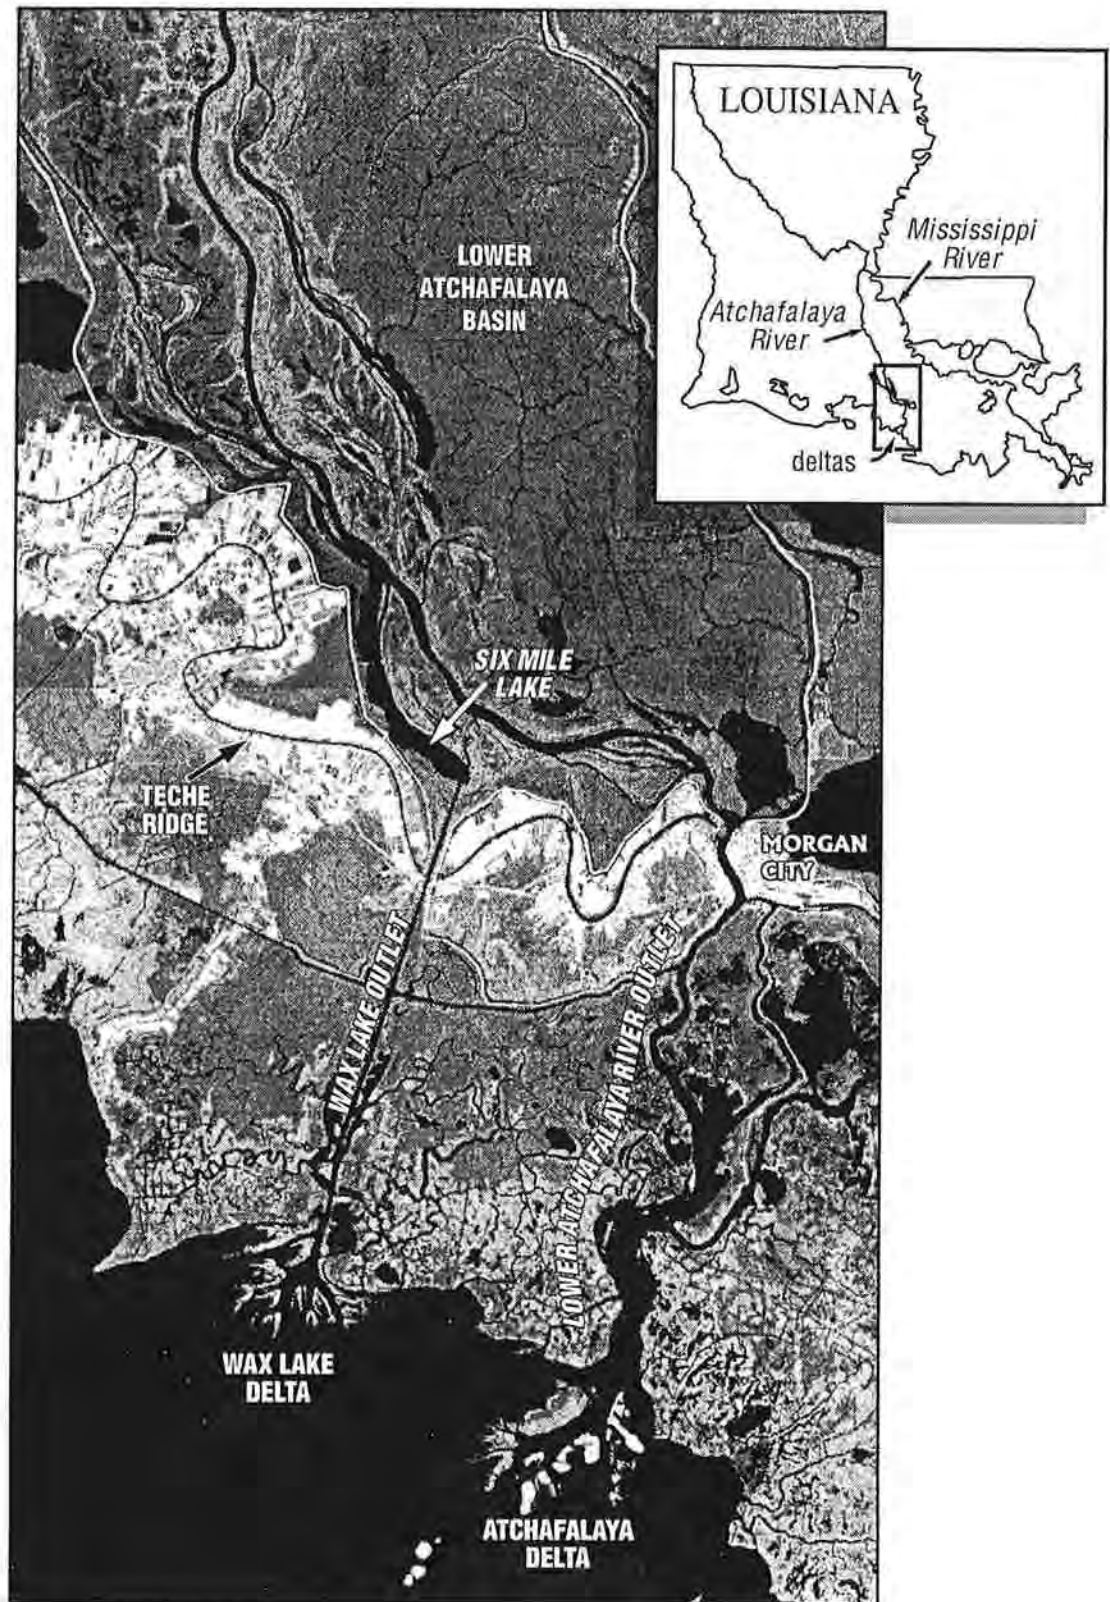 LOUISIANA
Mississippi
River
Atchafalaya
River
deltas
LOWER
ATCHAFALAYA
BASIN
SIX MILE
LAKE
TECHE
RIDGE
MORGAN
CITY
WAX LAKE OUTLET
LOWER ATCHAFALAYA RIVER OUTLET
WAX LAKE
DELTA
ATCHAFALAYA
DELTA